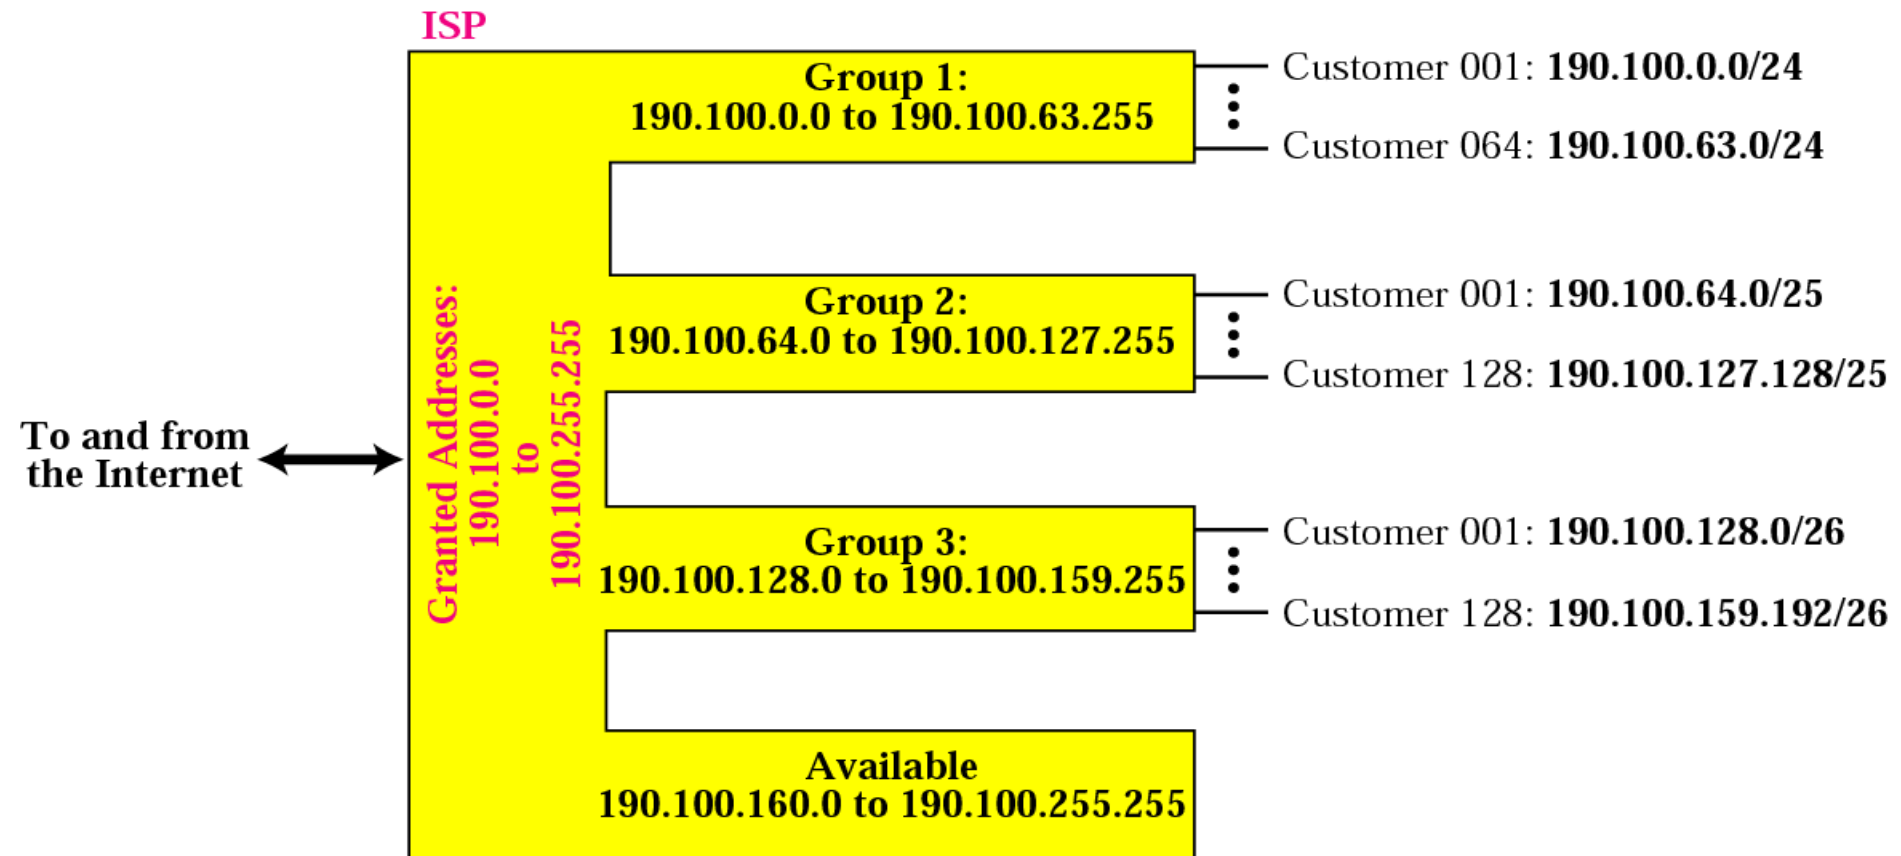 ISP
Group 1:
190.100.0.0 to 190.100.63.255
Customer 001: 190.100.0.0/24
Customer 064: 190.100.63.0/24
Group 2:
190.100.64.0 to 190.100.127.255
Customer 001: 190.100.64.0/25
Customer 128: 190.100.127.128/25
Granted Addresses:
190.100.0.0
to
190.100.255.255
To and from
the Internet
Group 3:
190.100.128.0 to 190.100.159.255
Customer 001: 190.100.128.0/26
Customer 128: 190.100.159.192/26
Available
190.100.160.0 to 190.100.255.255